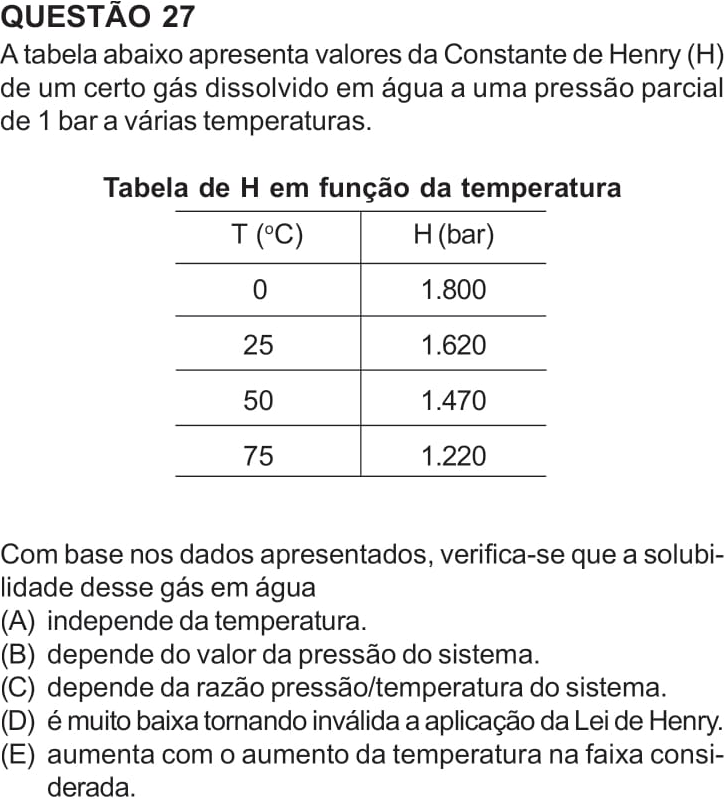 QUESTÃO 27
A tabela abaixo apresenta valores da Constante de Henry (H)
de um certo gás dissolvido em água a uma pressão parcial
de 1 bar a várias temperaturas.
Tabela de H em função da temperatura
T (ºC) H (bar)
0 1.800
25 1.620
50 1.470
75 1.220
Com base nos dados apresentados, verifica-se que a solubi-
lidade desse gás em água
(A) independe da temperatura.
(B) depende do valor da pressão do sistema.
(C) depende da razão pressão/temperatura do sistema.
(D) é muito baixa tornando inválida a aplicação da Lei de Henry.
(E) aumenta com o aumento da temperatura na faixa consi-
derada.